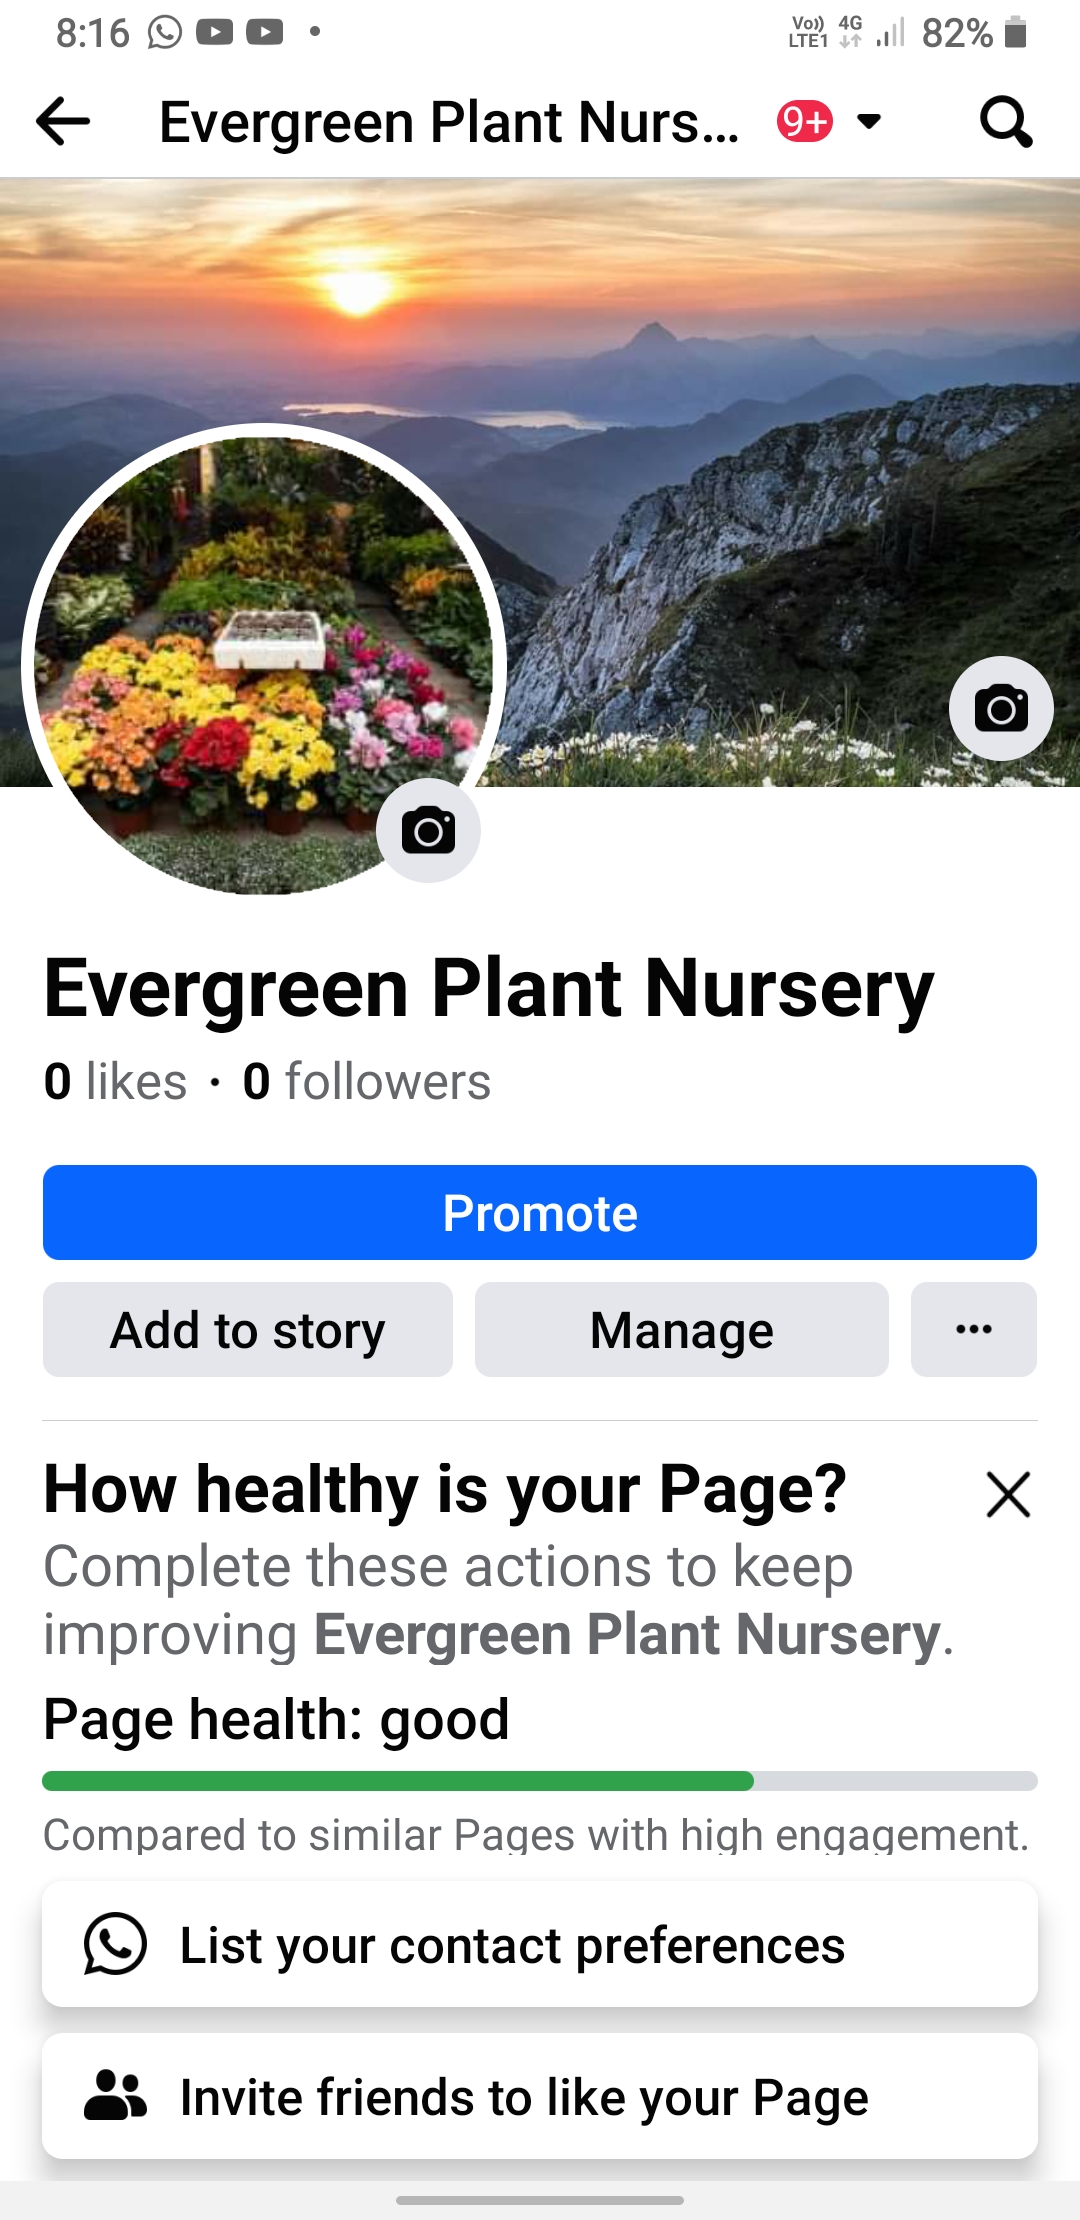 8:16 Vo)) LTE1 4G 82%
Evergreen Plant Nurs... 9+
Evergreen Plant Nursery
0 likes · 0 followers
Promote
Add to story Manage ...
How healthy is your Page?
Complete these actions to keep
improving Evergreen Plant Nursery.
Page health: good
Compared to similar Pages with high engagement.
List your contact preferences
Invite friends to like your Page